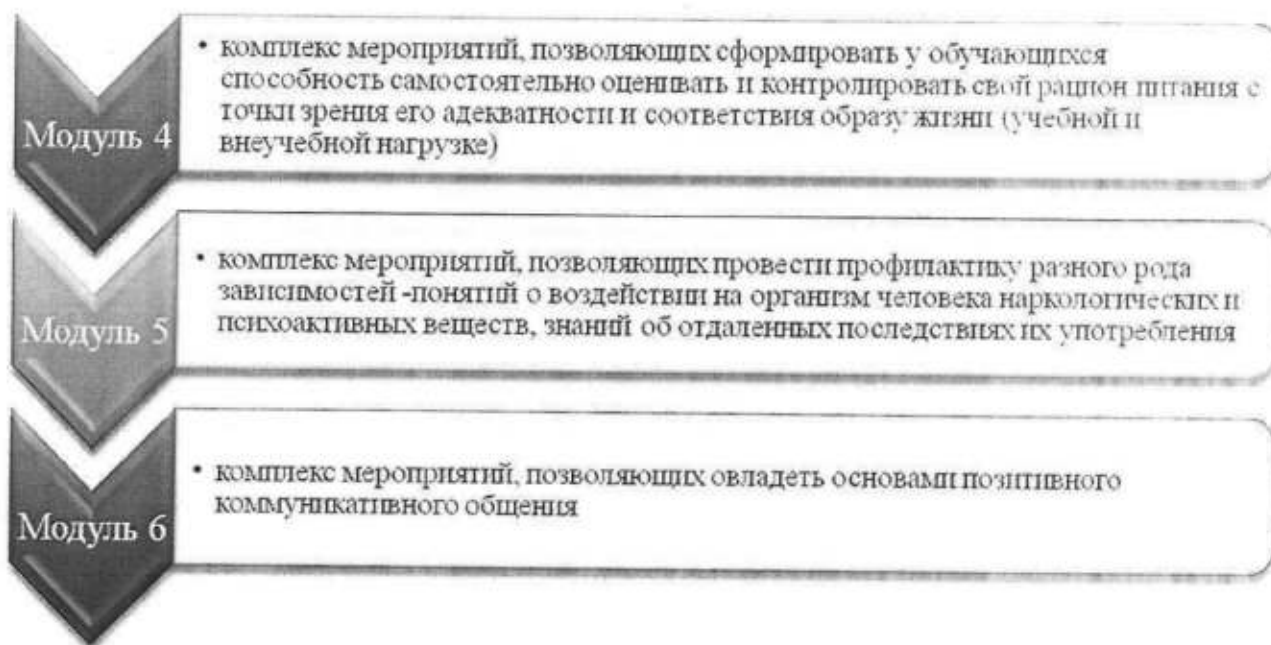 Модуль 4
• комплекс мероприятий, позволяющих сформировать у обучающихся
способность самостоятельно оценивать и контролировать свой рацион питания с
точки зрения его адекватности и соответствия образу жизни (учебной и
внеучебной нагрузке)
Модуль 5
• комплекс мероприятий, позволяющих провести профилактику разного рода
зависимостей -понятий о воздействии на организм человека наркологических и
психоактивных веществ, знаний об отдаленных последствиях их употребления
Модуль 6
• комплекс мероприятий, позволяющих овладеть основами позитивного
коммуникативного общения